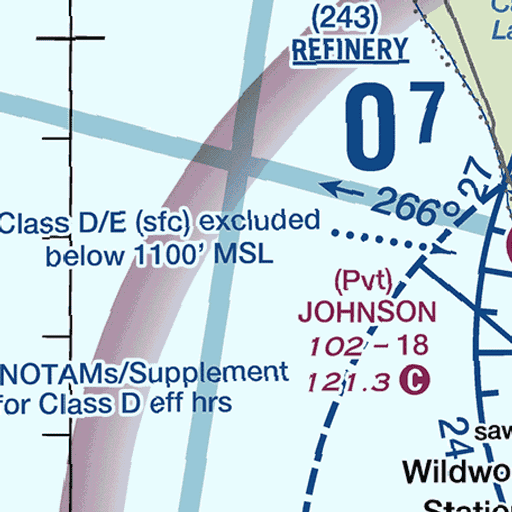 (243)
REFINERY
07
27
266°
Class D/E (sfc) excluded
below 1100' MSL
(Pvt)
JOHNSON
102 - 18
121.3 C
NOTAMs/Supplement
for Class D eff hrs
24
saw
Wildwo
Statio